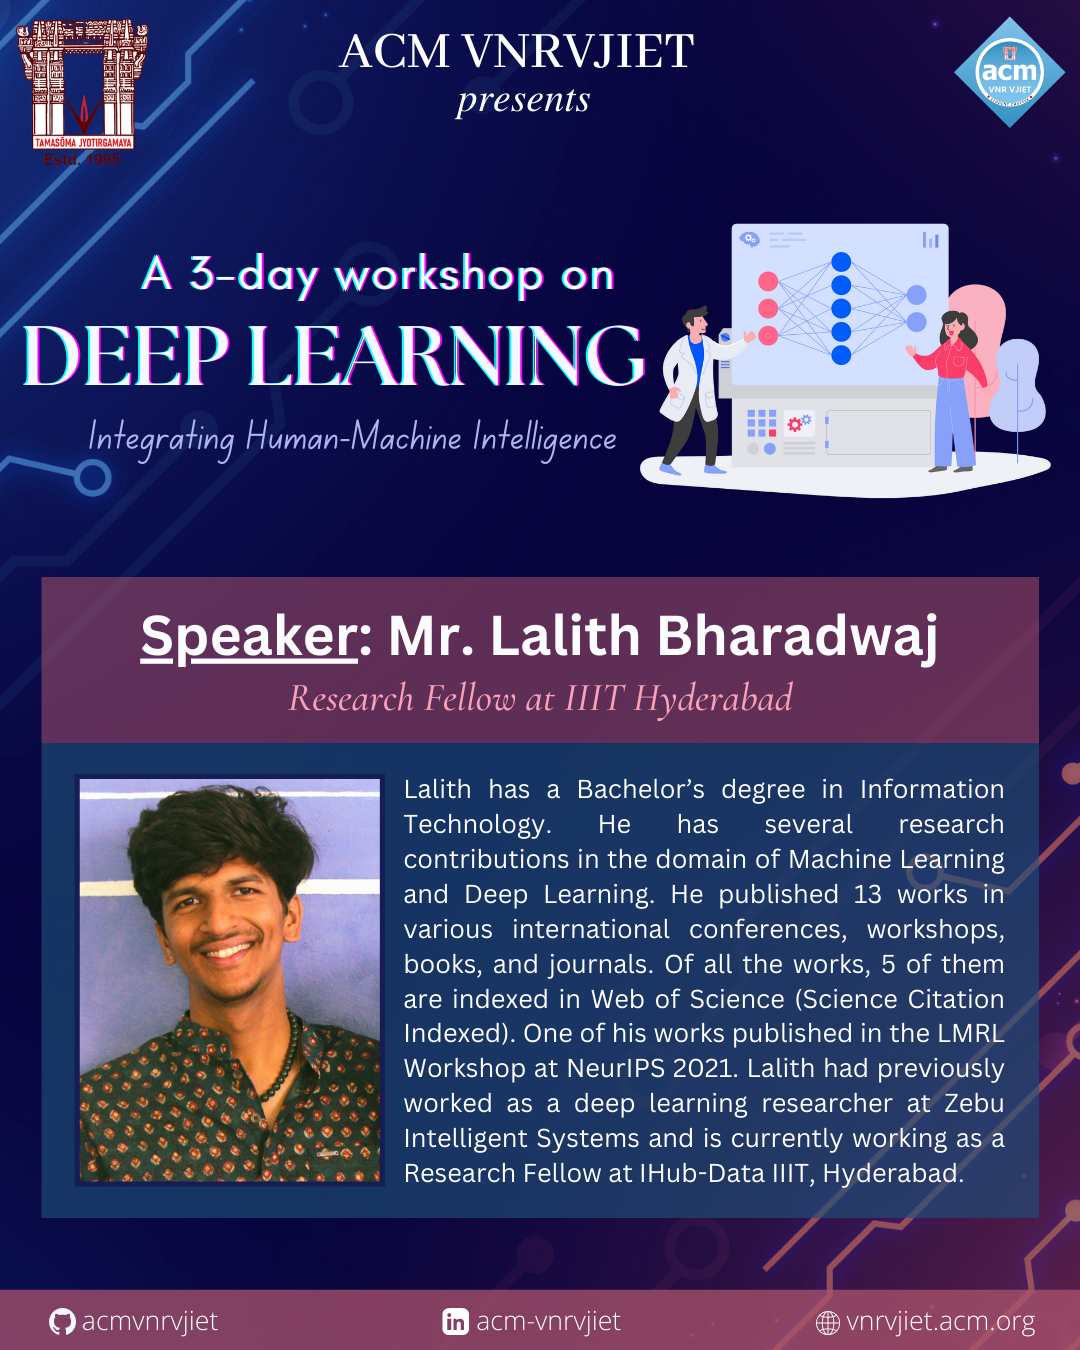 ACM VNRVJIET
presents
TAMASOMA JYOTIRGAMAYA
Estd. 1995
acm
VNR VJIET
A 3-day workshop on
DEEP LEARNING
Integrating Human-Machine Intelligence
Speaker: Mr. Lalith Bharadwaj
Research Fellow at IIIT Hyderabad
Lalith has a Bachelor’s degree in Information
Technology. He has several research
contributions in the domain of Machine Learning
and Deep Learning. He published 13 works in
various international conferences, workshops,
books, and journals. Of all the works, 5 of them
are indexed in Web of Science (Science Citation
Indexed). One of his works published in the LMRL
Workshop at NeurIPS 2021. Lalith had previously
worked as a deep learning researcher at Zebu
Intelligent Systems and is currently working as a
Research Fellow at IHub-Data IIIT, Hyderabad.
acmvnrvjiet
acm-vnrvjiet
vnrvjiet.acm.org